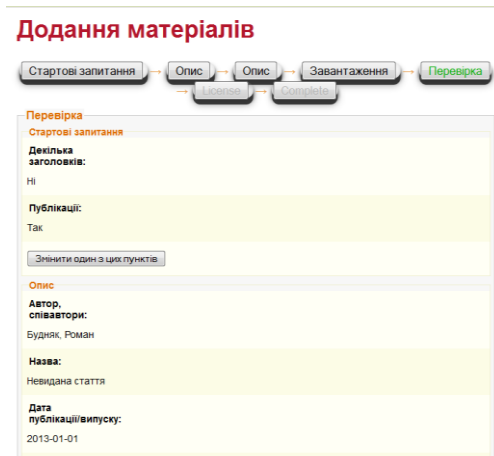 Додання матеріалів
Стартові запитання → Опис → Опис → Завантаження → Перевірка
→ License → Complete
Перевірка
Стартові запитання
Декілька
заголовків:
Ні
Публікації:
Так
Змінити один з цих пунктів
Опис
Автор,
співавтори:
Будняк, Роман
Назва:
Невидана стаття
Дата
публікації/випуску:
2013-01-01